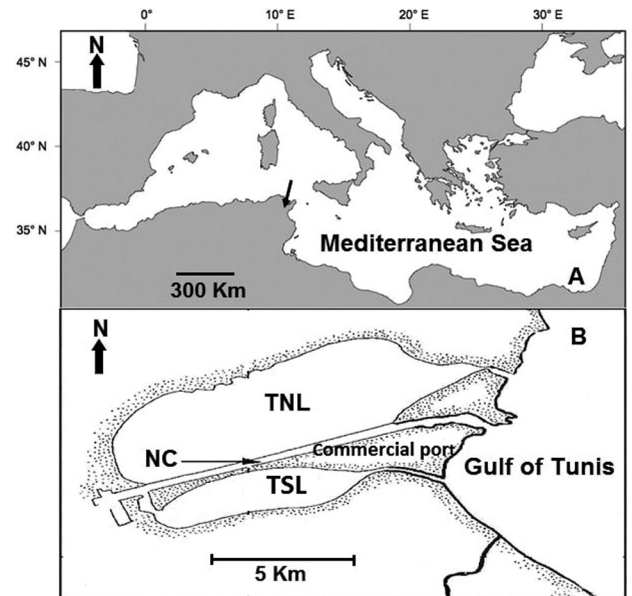 0° 10° E 20° E 30° E
N
45° N
40° N
35° N
Mediterranean Sea
300 Km
A
N
B
TNL
NC
Commercial port
Gulf of Tunis
TSL
5 Km